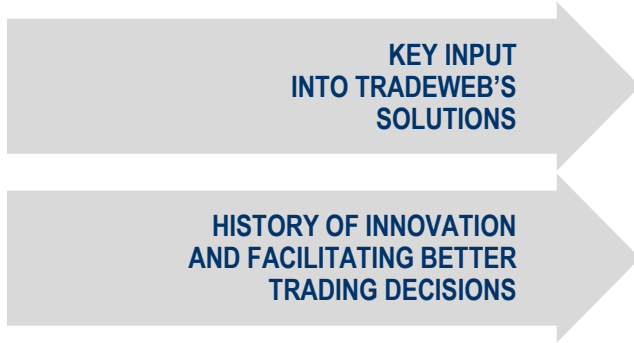 KEY INPUT
INTO TRADEWEB’S
SOLUTIONS
HISTORY OF INNOVATION
AND FACILITATING BETTER
TRADING DECISIONS